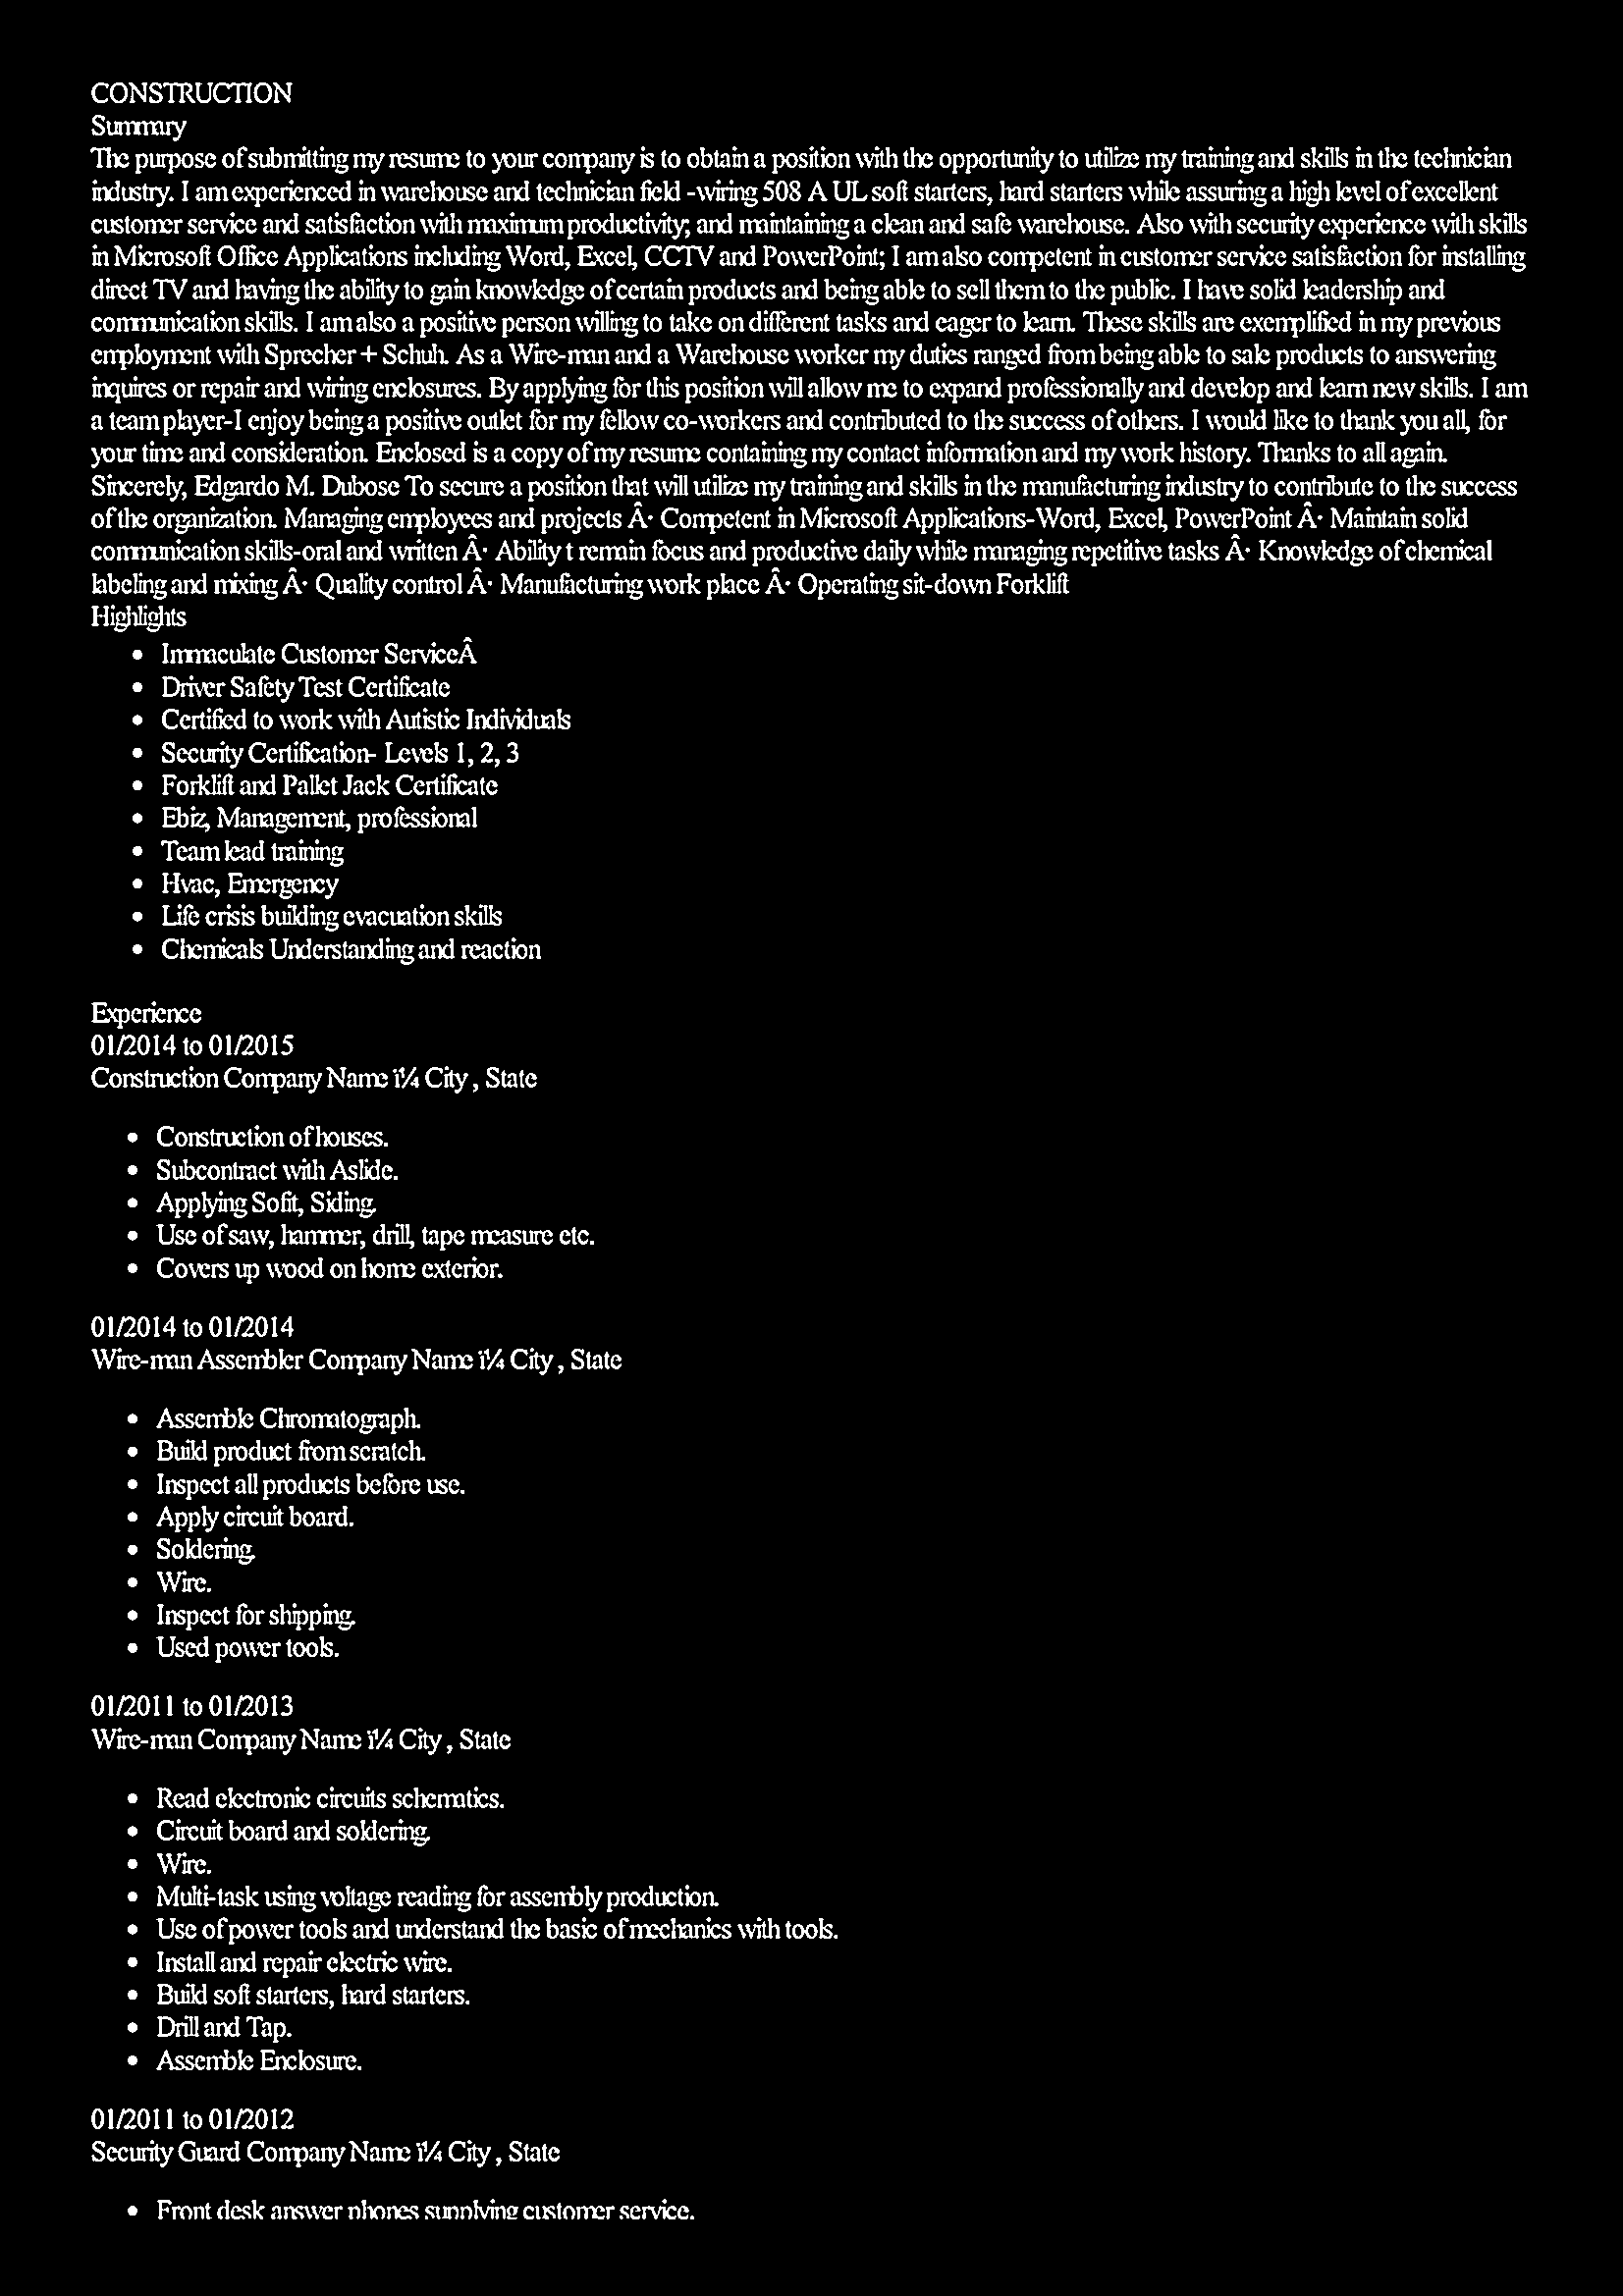 CONSTRUCTION
Summary
The purpose of submitting my resume to your company is to obtain a position with the opportunity to utilize my training and skills in the technician
industry. I am experienced in warehouse and technician field -wiring 508 A UL soft starters, hard starters while assuring a high level of excellent
customer service and satisfaction with maximum productivity; and maintaining a clean and safe warehouse. Also with security experience with skills
in Microsoft Office Applications including Word, Excel, CCTV and PowerPoint; I am also competent in customer service satisfaction for installing
direct TV and having the ability to gain knowledge of certain products and being able to sell them to the public. I have solid leadership and
communication skills. I am also a positive person willing to take on different tasks and eager to learn. These skills are exemplified in my previous
employment with Sprecher + Schuh. As a Wire-man and a Warehouse worker my duties ranged from being able to sale products to answering
inquires or repair and wiring enclosures. By applying for this position will allow me to expand professionally and develop and learn new skills. I am
a team player-I enjoy being a positive outlet for my fellow co-workers and contributed to the success of others. I would like to thank you all, for
your time and consideration. Enclosed is a copy of my resume containing my contact information and my work history. Thanks to all again.
Sincerely, Edgardo M. Dubose To secure a position that will utilize my training and skills in the manufacturing industry to contribute to the success
of the organization. Managing employees and projects Â· Competent in Microsoft Applications-Word, Excel, PowerPoint Â· Maintain solid
communication skills-oral and written Â· Ability t remain focus and productive daily while managing repetitive tasks Â· Knowledge of chemical
labeling and mixing Â· Quality control Â· Manufacturing work place Â· Operating sit-down Forklift
Highlights
• Immaculate Customer ServiceÂ
• Driver Safety Test Certificate
• Certified to work with Autistic Individuals
• Security Certification- Levels 1, 2, 3
• Forklift and Pallet Jack Certificate
• Ebiz, Management, professional
• Team lead training
• Hvac, Emergency
• Life crisis building evacuation skills
• Chemicals Understanding and reaction
Experience
01/2014 to 01/2015
Construction Company Name ï¼ City , State
• Construction of houses.
• Subcontract with Aslide.
• Applying Sofit, Siding.
• Use of saw, hammer, drill, tape measure etc.
• Covers up wood on home exterior.
01/2014 to 01/2014
Wire-man Assembler Company Name ï¼ City , State
• Assemble Chromatograph.
• Build product from scratch.
• Inspect all products before use.
• Apply circuit board.
• Soldering.
• Wire.
• Inspect for shipping.
• Used power tools.
01/2011 to 01/2013
Wire-man Company Name ï¼ City , State
• Read electronic circuits schematics.
• Circuit board and soldering.
• Wire.
• Multi-task using voltage reading for assembly production.
• Use of power tools and understand the basic of mechanics with tools.
• Install and repair electric wire.
• Build soft starters, hard starters.
• Drill and Tap.
• Assemble Enclosure.
01/2011 to 01/2012
Security Guard Company Name ï¼ City , State
• Front desk answer phones supplying customer service.